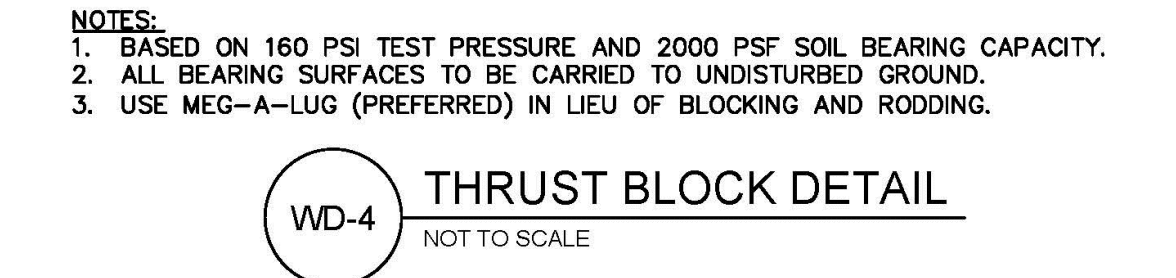 NOTES:
1. BASED ON 160 PSI TEST PRESSURE AND 2000 PSF SOIL BEARING CAPACITY.
2. ALL BEARING SURFACES TO BE CARRIED TO UNDISTURBED GROUND.
3. USE MEG-A-LUG (PREFERRED) IN LIEU OF BLOCKING AND RODDING.
THRUST BLOCK DETAIL
WD-4
NOT TO SCALE